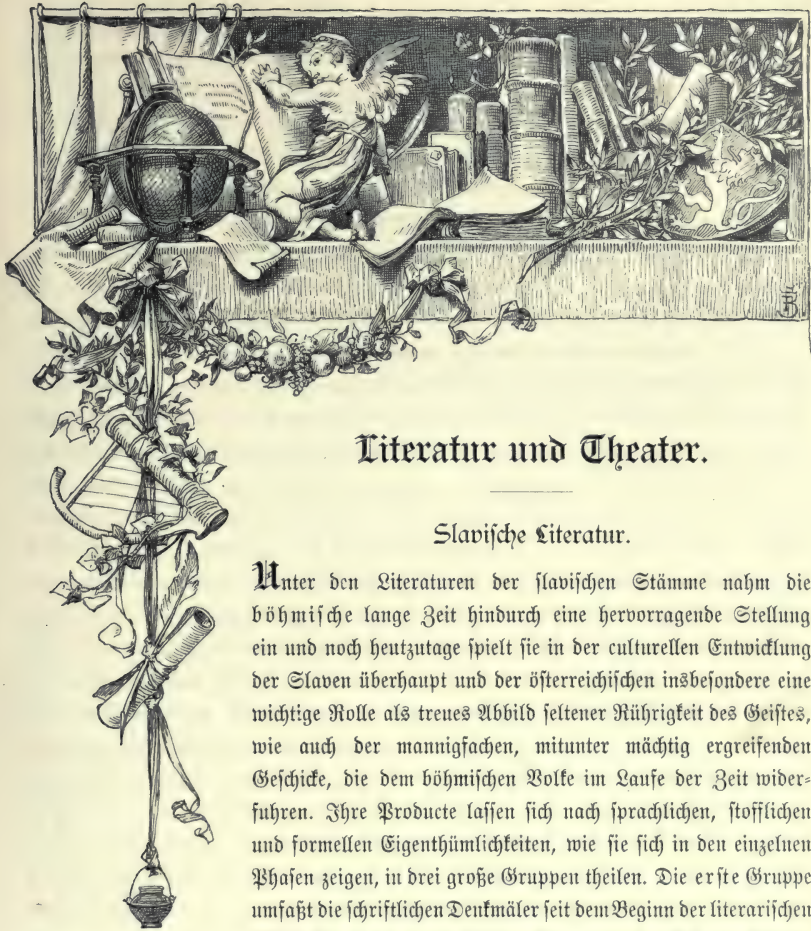 Literatur und Theater.
Slavische Literatur.
Unter den Literaturen der slavischen Stämme nahm die
böhmische lange Zeit hindurch eine hervorragende Stellung
ein und noch heutzutage spielt sie in der culturellen Entwicklung
der Slaven überhaupt und der österreichischen insbesondere eine
wichtige Rolle als treues Abbild seltener Rührigkeit des Geistes,
wie auch der mannigfachen, mitunter mächtig ergreifenden
Geschicke, die dem böhmischen Volke im Laufe der Zeit wider-
fuhren. Ihre Producte lassen sich nach sprachlichen, stofflichen
und formellen Eigenthümlichkeiten, wie sie sich in den einzelnen
Phasen zeigen, in drei große Gruppen theilen. Die erste Gruppe
umfaßt die schriftlichen Denkmäler seit dem Beginn der literarischen